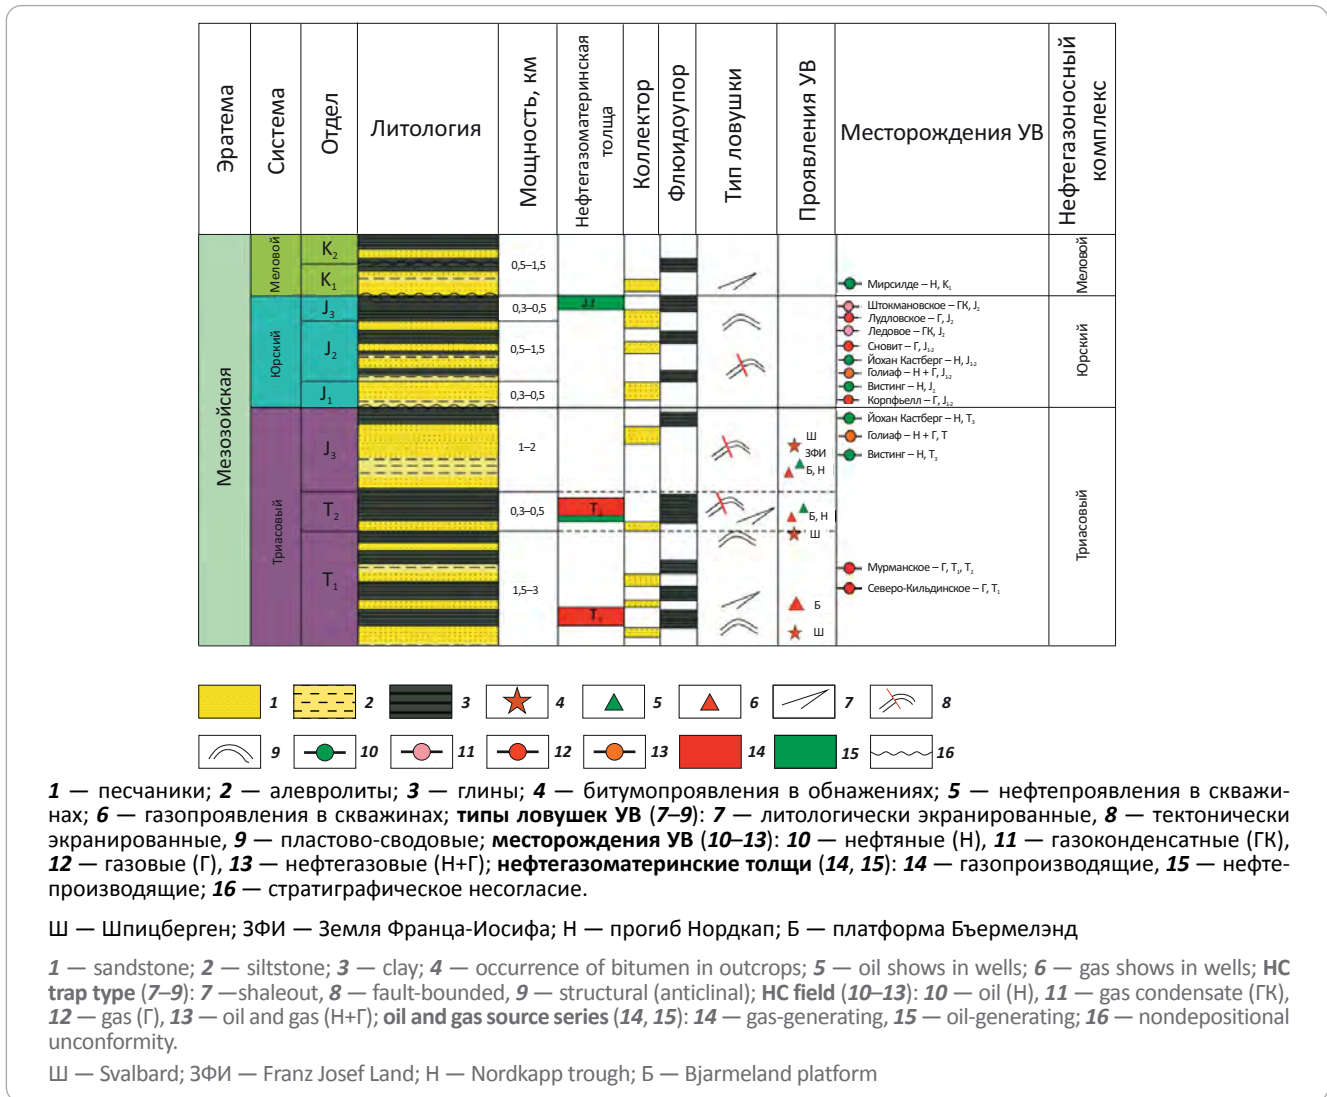 Эратема
Система
Отдел
Литология
Мощность, км
Нефтегазоматеринская
толща
Коллектор
Флюидоупор
Тип ловушки
Проявления УВ
Месторождения УВ
Нефтегазоносный
комплекс
Мезозойская
Меловой
K₂
K₁
0,5–1,5
Мирсилде – Н, K₁
Меловой
Юрский
J₃
0,3–0,5
J₂
0,5–1,5
J₁
0,3–0,5
Штокмановское – ГК, J₂
Лудловское – Г, J₂
Ледовое – ГК, J₂
Сновит – Г, J₁₋₂
Йохан Кастберг – Н, J₁₋₂
Голиаф – Н + Г, J₁₋₂
Вистинг – Н, J₁
Корпфьелл – Г, J₁₋₂
Юрский
Триасовый
J₃
1–2
Ш
ЗФИ
Б, Н
Йохан Кастберг – Н, T₃
Голиаф – Н + Г, T
Вистинг – Н, T₃
T₂
0,3–0,5
Б, Н
Ш
T₁
1,5–3
Б
Ш
Мурманское – Г, T₁, T₂
Северо-Кильдинское – Г, T₁
Триасовый
1 2 3 4 5 6 7 8
9 10 11 12 13 14 15 16
1 — песчаники; 2 — алевролиты; 3 — глины; 4 — битумопроявления в обнажениях; 5 — нефтепроявления в скважи-
нах; 6 — газопроявления в скважинах; типы ловушек УВ (7–9): 7 — литологически экранированные, 8 — тектонически
экранированные, 9 — пластово-сводовые; месторождения УВ (10–13): 10 — нефтяные (Н), 11 — газоконденсатные (ГК),
12 — газовые (Г), 13 — нефтегазовые (Н+Г); нефтегазоматеринские толщи (14, 15): 14 — газопроизводящие, 15 — нефте-
производящие; 16 — стратиграфическое несогласие.
Ш — Шпицберген; ЗФИ — Земля Франца-Иосифа; Н — прогиб Нордкап; Б — платформа Бъермелэнд
1 — sandstone; 2 — siltstone; 3 — clay; 4 — occurrence of bitumen in outcrops; 5 — oil shows in wells; 6 — gas shows in wells; HC
trap type (7–9): 7 —shaleout, 8 — fault-bounded, 9 — structural (anticlinal); HC field (10–13): 10 — oil (Н), 11 — gas condensate (ГК),
12 — gas (Г), 13 — oil and gas (Н+Г); oil and gas source series (14, 15): 14 — gas-generating, 15 — oil-generating; 16 — nondepositional
unconformity.
Ш — Svalbard; ЗФИ — Franz Josef Land; Н — Nordkapp trough; Б — Bjarmeland platform